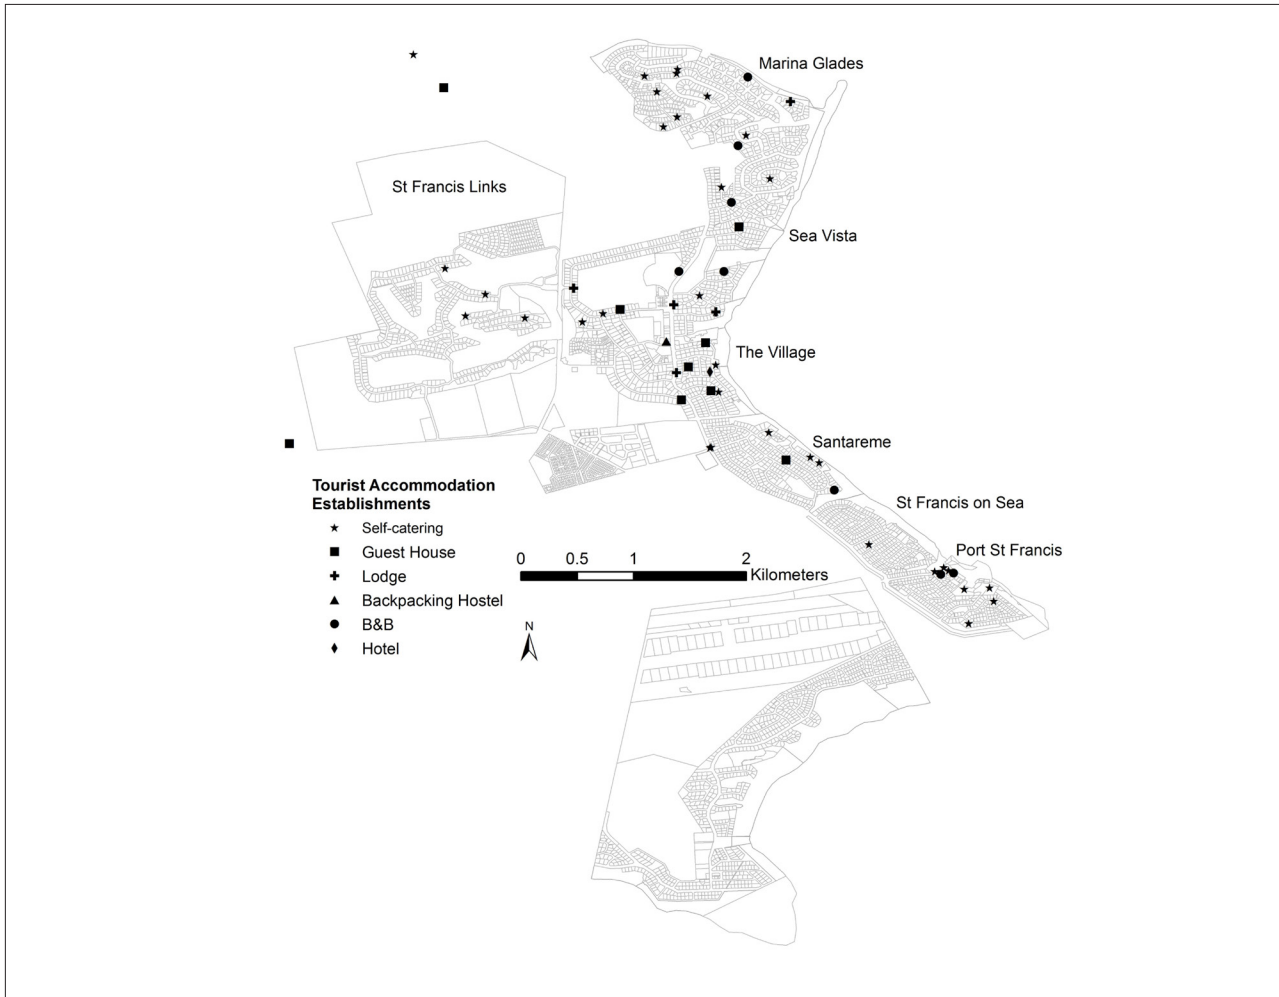 Marina Glades
St Francis Links
Sea Vista
The Village
Santareme
St Francis on Sea
Port St Francis
Tourist Accommodation
Establishments
Self-catering
Guest House
Lodge
Backpacking Hostel
B&B
Hotel
0 0.5 1 2
Kilometers
N